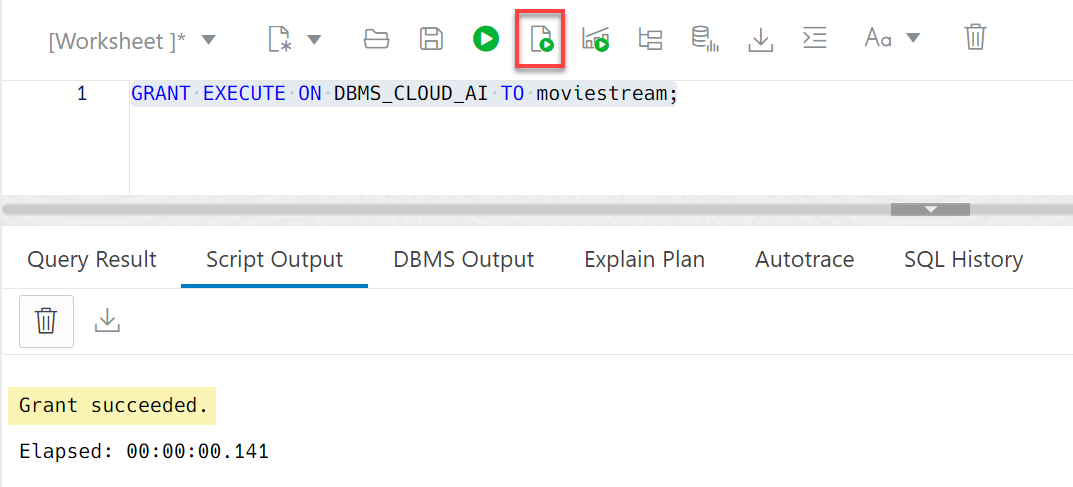 [Worksheet ]*
Aa
1 GRANT EXECUTE ON DBMS_CLOUD_AI TO moviestream;
Query Result Script Output DBMS Output Explain Plan Autotrace SQL History
Grant succeeded.
Elapsed: 00:00:00.141